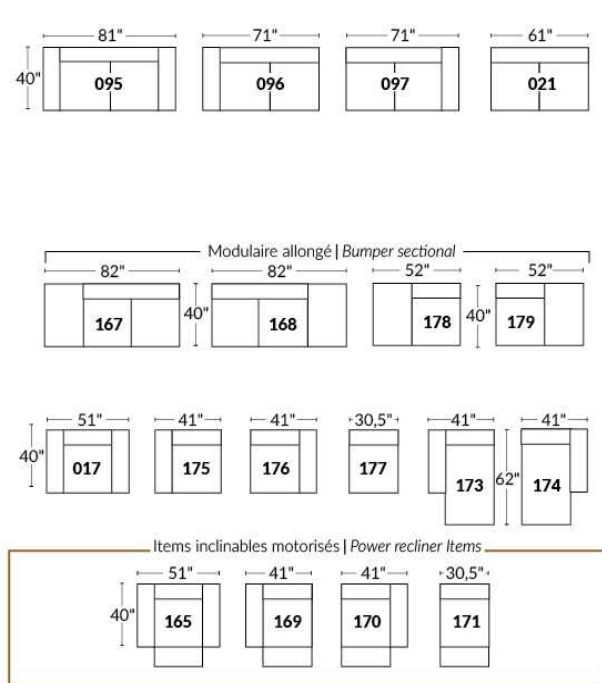 81" 71" 71" 61"
40" 095 096 097 021
Modulaire allongé | Bumper sectional
82" 82" 52" 52"
167 40" 168 178 40" 179
51" 41" 41" 30,5" 41" 41"
40" 017 175 176 177 173 62" 174
Items inclinables motorisés | Power recliner Items
51" 41" 41" 30,5"
40" 165 169 170 171